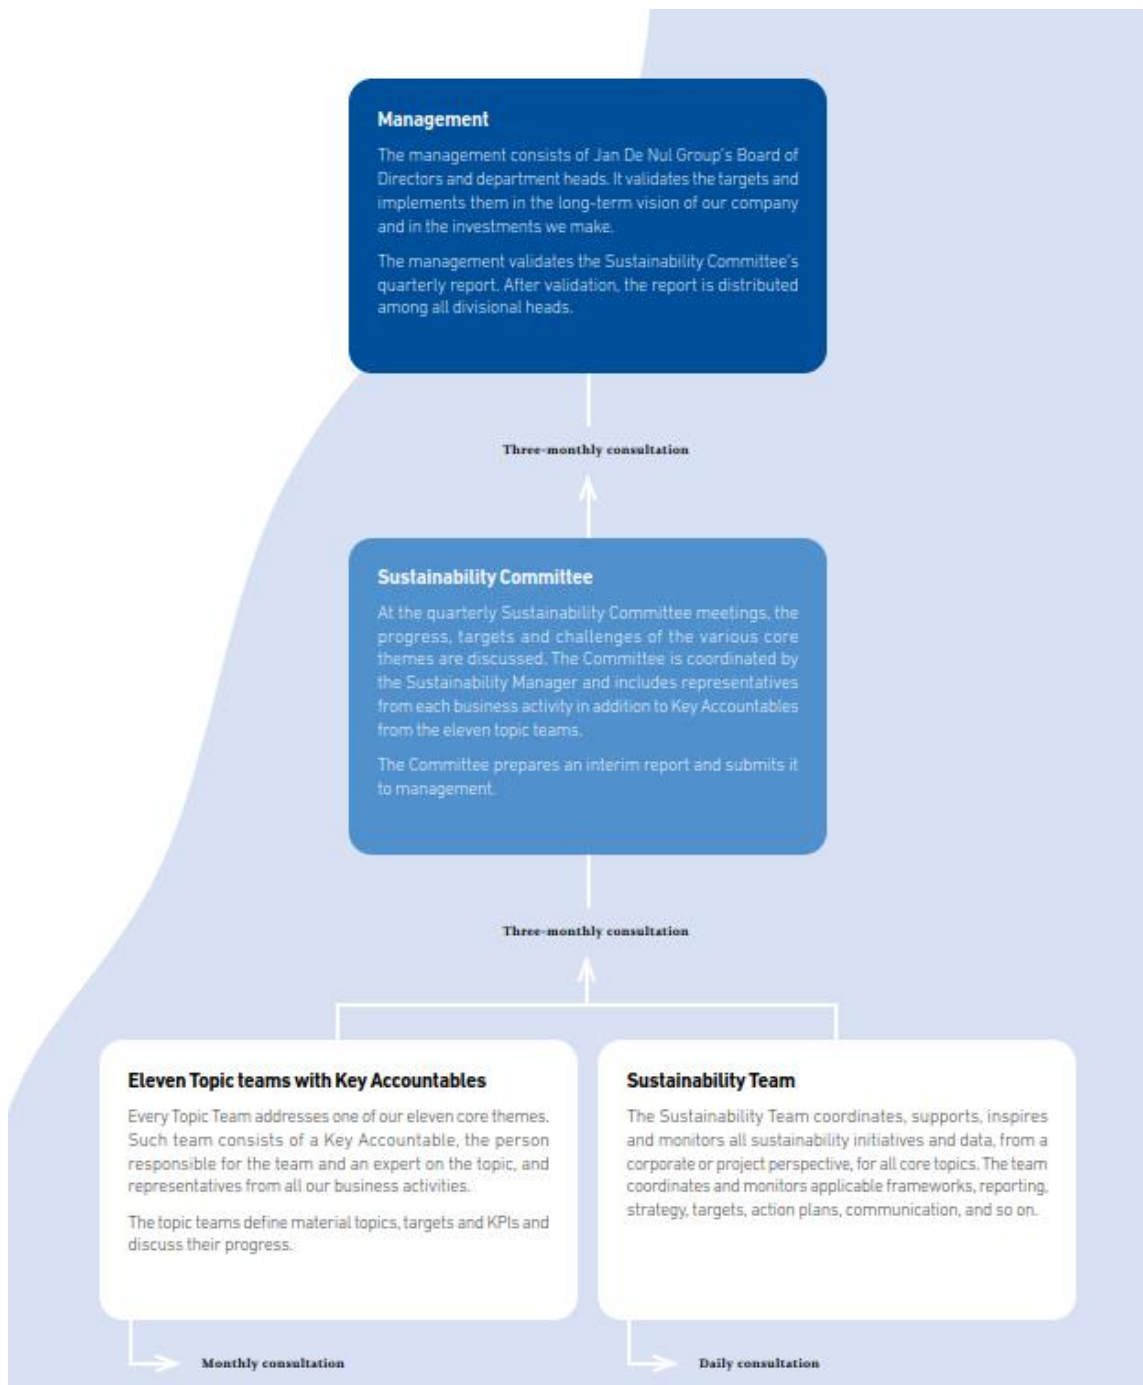 Management
The management consists of Jan De Nul Group's Board of
Directors and department heads. It validates the targets and
implements them in the long-term vision of our company
and in the investments we make.
The management validates the Sustainability Committee's
quarterly report. After validation, the report is distributed
among all divisional heads.
Three-monthly consultation
Sustainability Committee
At the quarterly Sustainability Committee meetings, the
progress, targets and challenges of the various core
themes are discussed. The Committee is coordinated by
the Sustainability Manager and includes representatives
from each business activity in addition to Key Accountables
from the eleven topic teams.
The Committee prepares an interim report and submits it
to management.
Three-monthly consultation
Eleven Topic teams with Key Accountables
Every Topic Team addresses one of our eleven core themes.
Such team consists of a Key Accountable, the person
responsible for the team and an expert on the topic, and
representatives from all our business activities.
The topic teams define material topics, targets and KPIs and
discuss their progress.
Monthly consultation
Sustainability Team
The Sustainability Team coordinates, supports, inspires
and monitors all sustainability initiatives and data, from a
corporate or project perspective, for all core topics. The team
coordinates and monitors applicable frameworks, reporting,
strategy, targets, action plans, communication, and so on.
Daily consultation